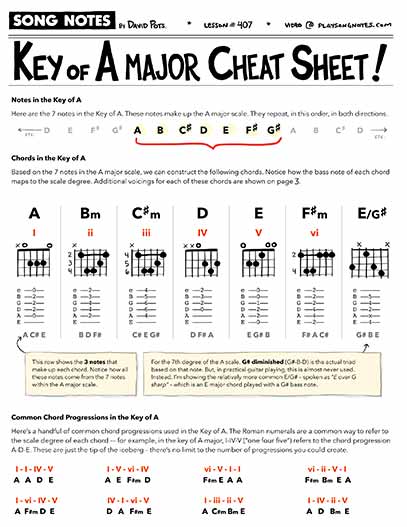 SONG NOTES BY DAVID POTS * LESSON # 407 * VIDEO @ PLAYSONGNOTES.COM
KEY OF A MAJOR CHEAT SHEET!
Notes in the Key of A
Here are the 7 notes in the Key of A. These notes make up the A major scale. They repeat, in this order, in both directions.
ETC. D E F♯ G♯ A B C♯ D E F♯ G♯ A B C♯ D ETC.
Chords in the Key of A
Based on the 7 notes in the A major scale, we can construct the following chords. Notice how the bass note of each chord
maps to the scale degree. Additional voicings for each of these chords are shown on page 3.
A Bm C♯m D E F♯m E/G♯
I ii iii IV V vi
A C♯ E B D F♯ C♯ E G♯ D F♯ A E G♯ B F♯ A C♯ G♯ B E
This row shows the 3 notes that
make up each chord. Notice how all
these notes come from the 7 notes
within the A major scale.
For the 7th degree of the A scale, G♯ diminished (G♯-B-D) is the actual triad
based on that note. But, in practical guitar playing, this is almost never used.
Instead, I'm showing the relatively more common E/G♯ - spoken as "E over G
sharp" - which is an E major chord played with a G♯ bass note.
Common Chord Progressions in the Key of A
Here's a handful of common chord progressions used in the Key of A. The Roman numerals are a common way to refer to
the scale degree of each chord -- for example, in the key of A major, I-IV-V ("one four five") refers to the chord progression
A-D-E. These are just the tip of the iceberg - there's no limit to the number of progressions you could create.
I - I - IV - V I - V - vi - IV vi - V - I - I vi - ii - V - I
A A D E A E F♯m D F♯m E A A F♯m Bm E A
I - vi - IV - V I - IV - vi - V I - iii - ii - V I - IV - ii - V
A F♯m D E A D F♯m E A C♯m Bm E A D Bm E